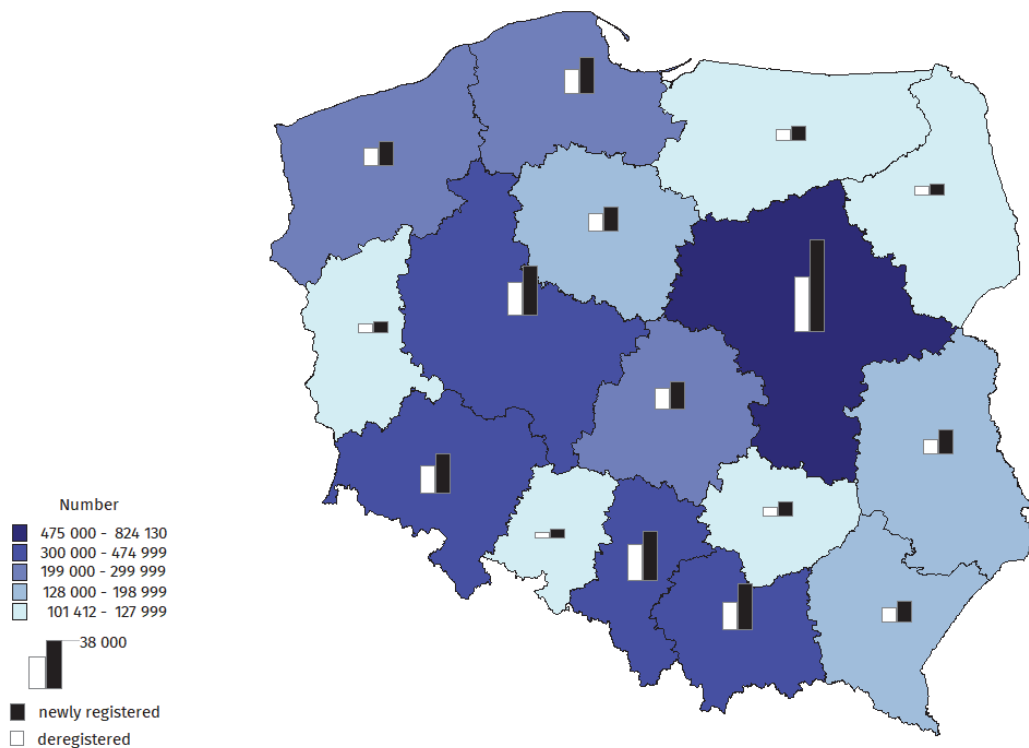 Number
475 000 - 824 130
300 000 - 474 999
199 000 - 299 999
128 000 - 198 999
101 412 - 127 999
38 000
newly registered
deregistered